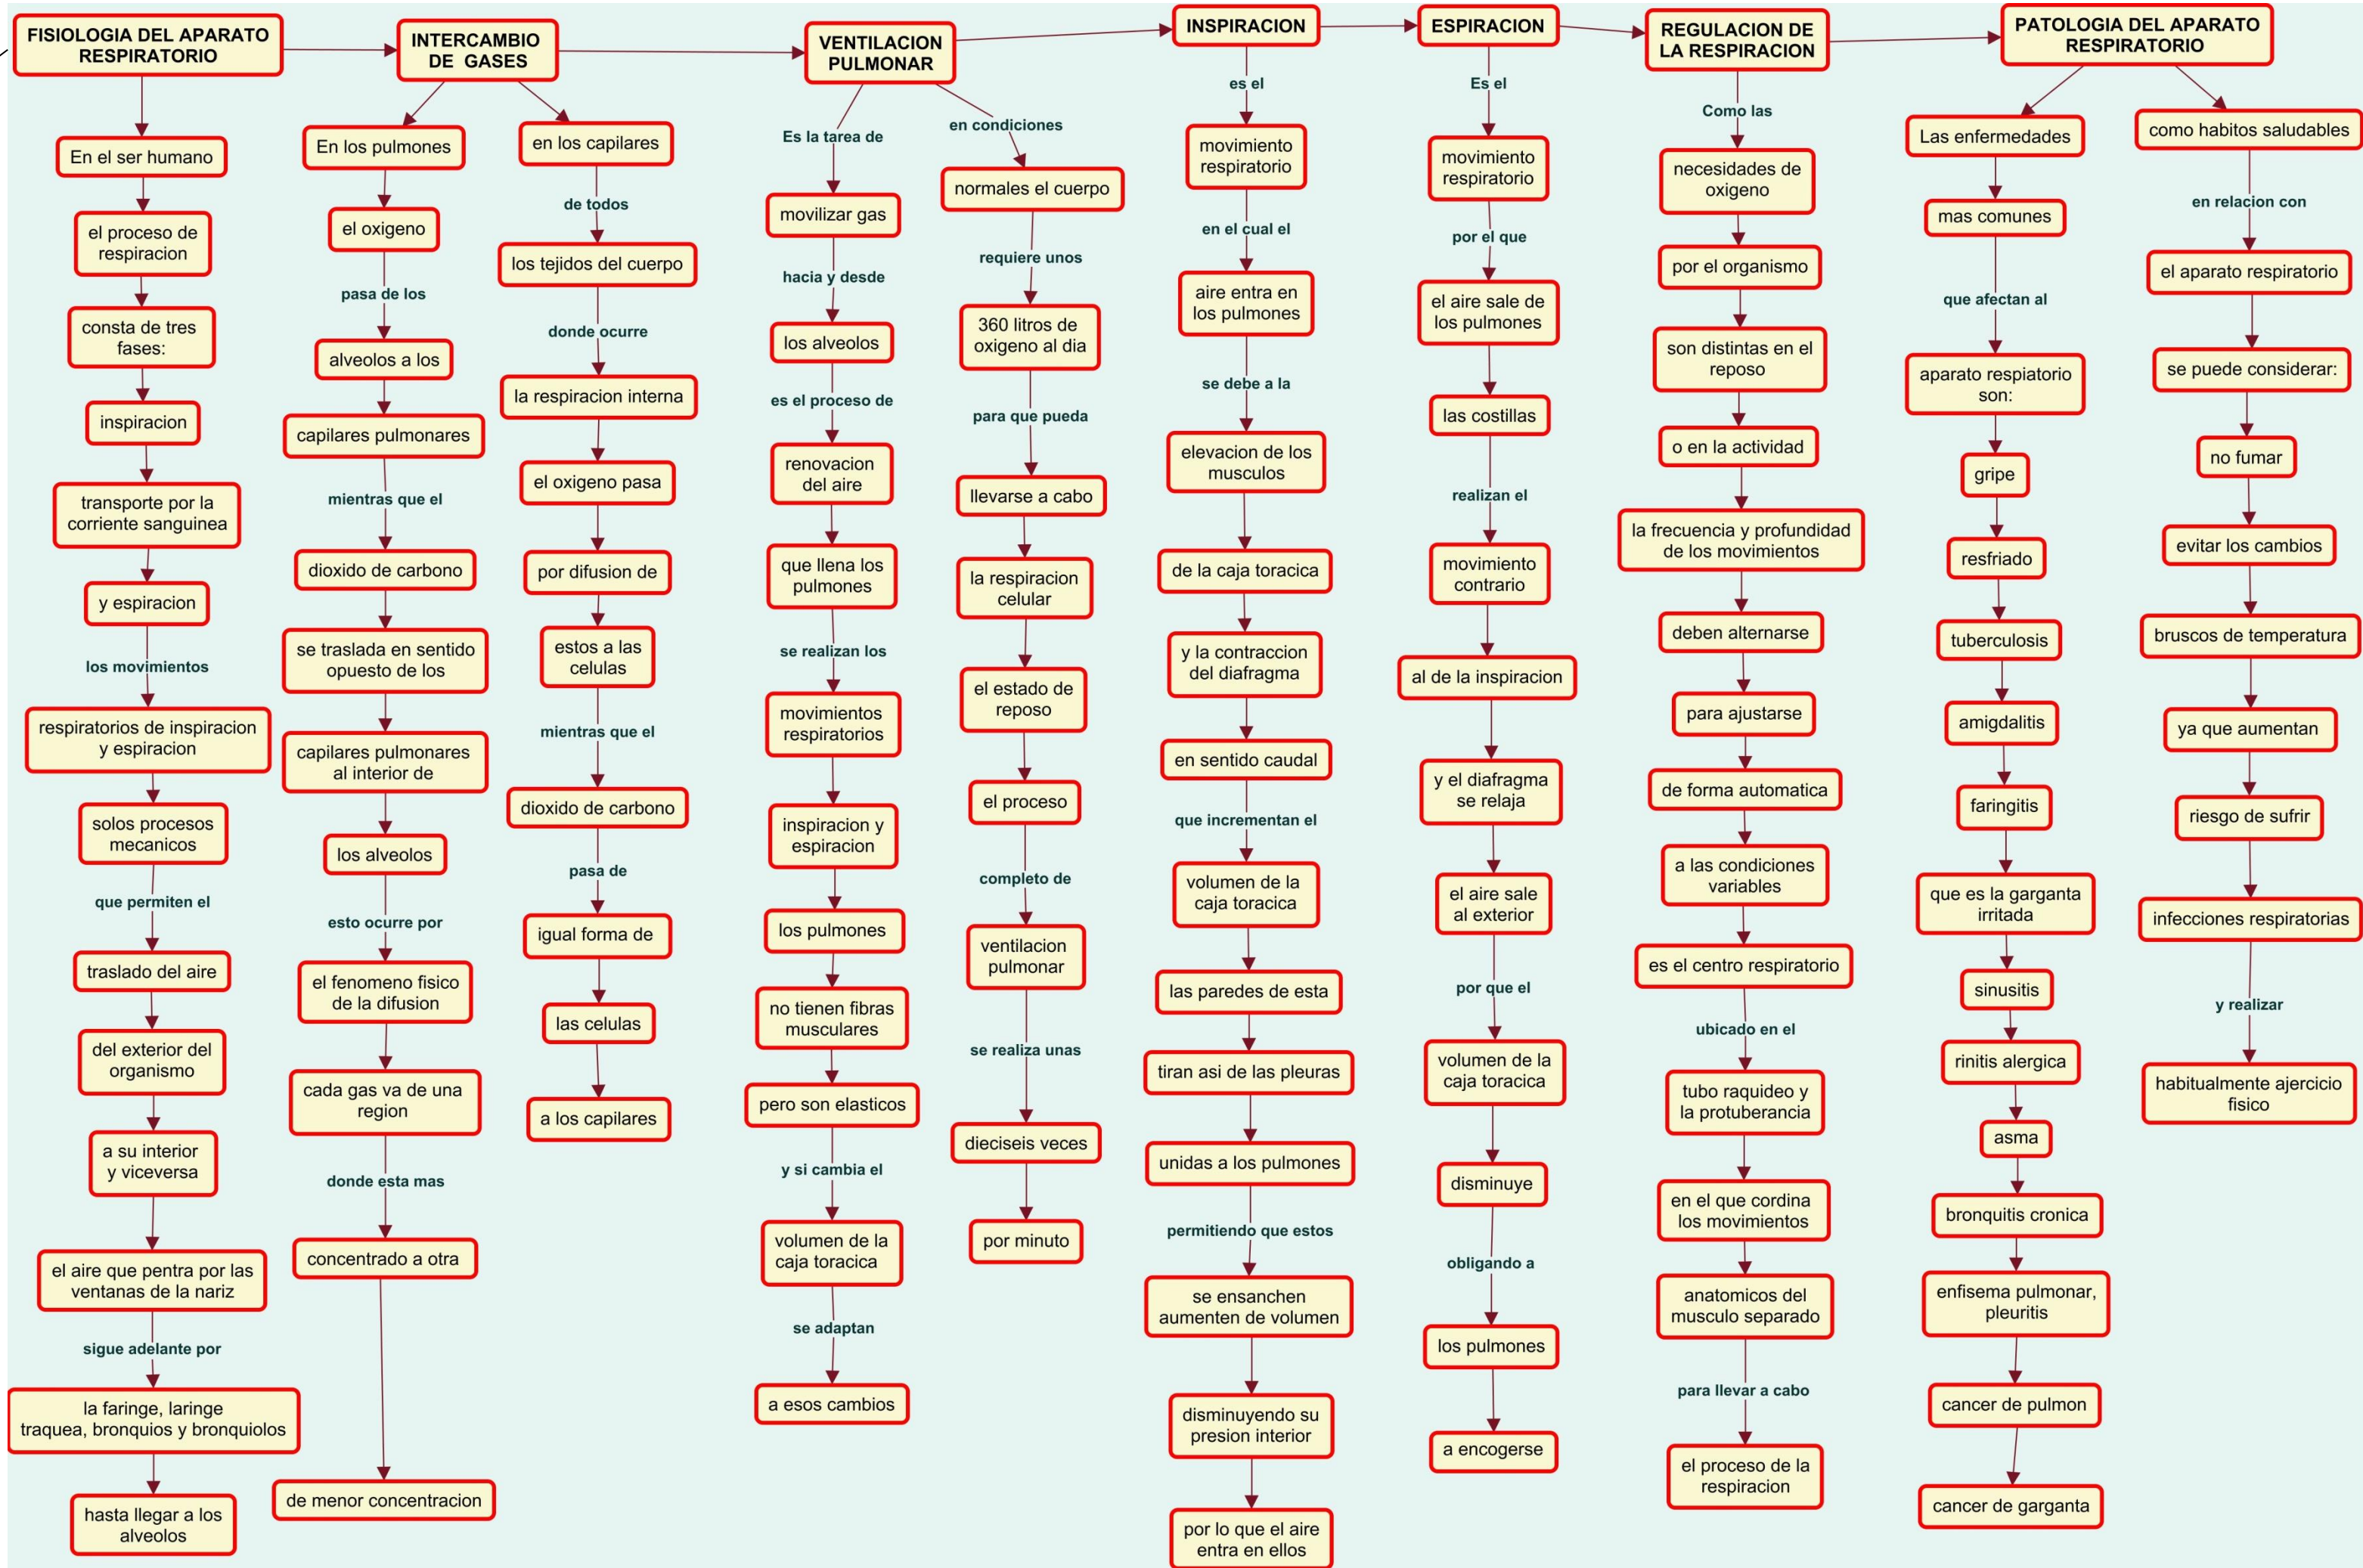 FISIOLOGIA DEL APARATO
RESPIRATORIO
En el ser humano
el proceso de
respiracion
consta de tres
fases:
inspiracion
transporte por la
corriente sanguinea
y espiracion
los movimientos
respiratorios de inspiracion
y espiracion
solos procesos
mecanicos
que permiten el
traslado del aire
del exterior del
organismo
a su interior
y viceversa
el aire que pentra por las
ventanas de la nariz
sigue adelante por
la faringe, laringe
traquea, bronquios y bronquiolos
hasta llegar a los
alveolos
INTERCAMBIO
DE GASES
En los pulmones
el oxigeno
pasa de los
alveolos a los
capilares pulmonares
mientras que el
dioxido de carbono
se traslada en sentido
opuesto de los
capilares pulmonares
al interior de
los alveolos
esto ocurre por
el fenomeno fisico
de la difusion
cada gas va de una
region
donde esta mas
concentrado a otra
de menor concentracion
en los capilares
de todos
los tejidos del cuerpo
donde ocurre
la respiracion interna
el oxigeno pasa
por difusion de
estos a las
celulas
mientras que el
dioxido de carbono
pasa de
igual forma de
las celulas
a los capilares
VENTILACION
PULMONAR
Es la tarea de
movilizar gas
hacia y desde
los alveolos
es el proceso de
renovacion
del aire
que llena los
pulmones
se realizan los
movimientos
respiratorios
inspiracion y
espiracion
los pulmones
no tienen fibras
musculares
pero son elasticos
y si cambia el
volumen de la
caja toracica
se adaptan
a esos cambios
en condiciones
normales el cuerpo
requiere unos
360 litros de
oxigeno al dia
para que pueda
llevarse a cabo
la respiracion
celular
el estado de
reposo
el proceso
completo de
ventilacion
pulmonar
se realiza unas
dieciseis veces
por minuto
INSPIRACION
es el
movimiento
respiratorio
en el cual el
aire entra en
los pulmones
se debe a la
elevacion de los
musculos
de la caja toracica
y la contraccion
del diafragma
en sentido caudal
que incrementan el
volumen de la
caja toracica
las paredes de esta
tiran asi de las pleuras
unidas a los pulmones
permitiendo que estos
se ensanchen
aumenten de volumen
disminuyendo su
presion interior
por lo que el aire
entra en ellos
ESPIRACION
Es el
movimiento
respiratorio
por el que
el aire sale de
los pulmones
las costillas
realizan el
movimiento
contrario
al de la inspiracion
y el diafragma
se relaja
el aire sale
al exterior
por que el
volumen de la
caja toracica
disminuye
obligando a
los pulmones
a encogerse
REGULACION DE
LA RESPIRACION
Como las
necesidades de
oxigeno
por el organismo
son distintas en el
reposo
o en la actividad
la frecuencia y profundidad
de los movimientos
deben alternarse
para ajustarse
de forma automatica
a las condiciones
variables
es el centro respiratorio
ubicado en el
tubo raquideo y
la protuberancia
en el que cordina
los movimientos
anatomicos del
musculo separado
para llevar a cabo
el proceso de la
respiracion
PATOLOGIA DEL APARATO
RESPIRATORIO
Las enfermedades
mas comunes
que afectan al
aparato respiatorio
son:
gripe
resfriado
tuberculosis
amigdalitis
faringitis
que es la garganta
irritada
sinusitis
rinitis alergica
asma
bronquitis cronica
enfisema pulmonar,
pleuritis
cancer de pulmon
cancer de garganta
como habitos saludables
en relacion con
el aparato respiratorio
se puede considerar:
no fumar
evitar los cambios
bruscos de temperatura
ya que aumentan
riesgo de sufrir
infecciones respiratorias
y realizar
habitualmente ajercicio
fisico